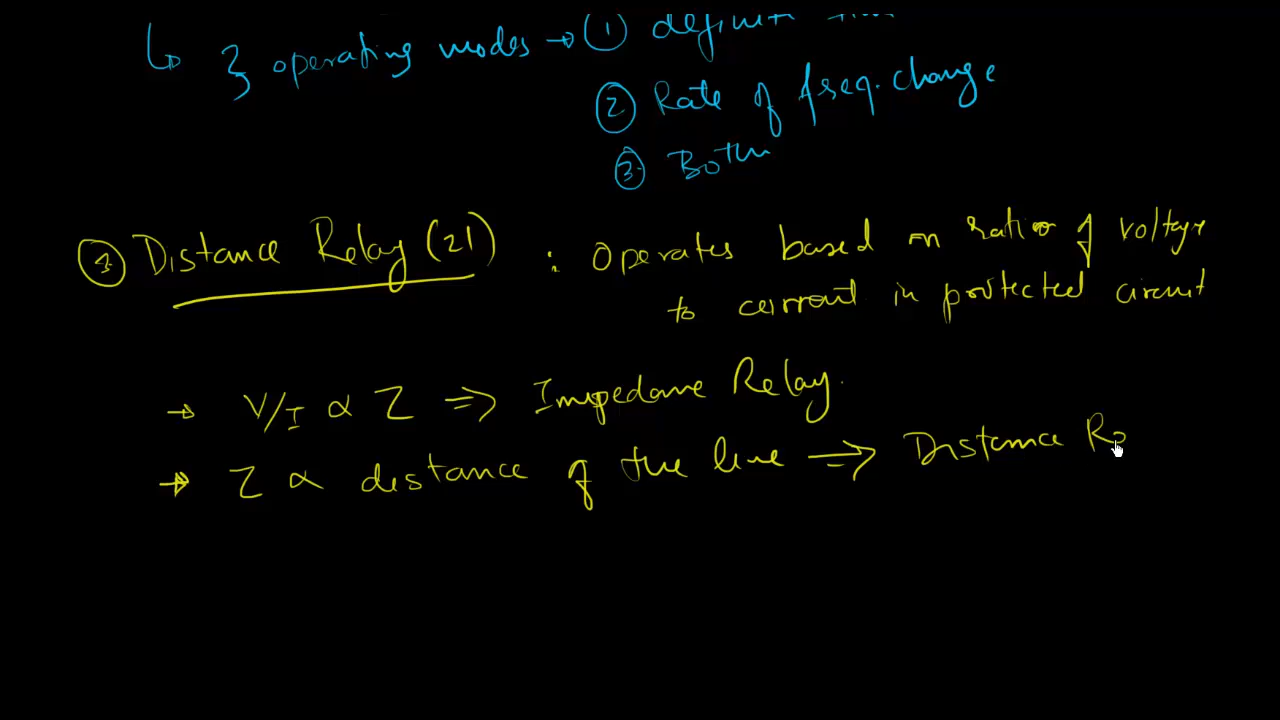 ↳ 3 operating modes → ① definite
② Rate of freq. change
③ Both
③ Distance Relay (21) : Operates based on ratio of voltage
to current in protected circuit
→ V/I ∝ Z ⇒ Impedance Relay.
→ Z ∝ distance of the line ⇒ Distance Re